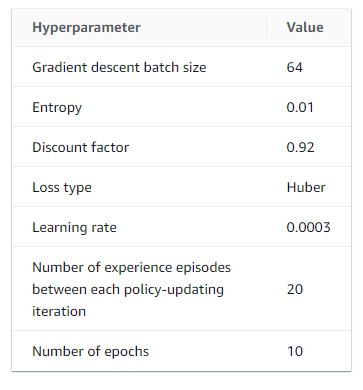 Hyperparameter Value
Gradient descent batch size 64
Entropy 0.01
Discount factor 0.92
Loss type Huber
Learning rate 0.0003
Number of experience episodes
between each policy-updating 20
iteration
Number of epochs 10